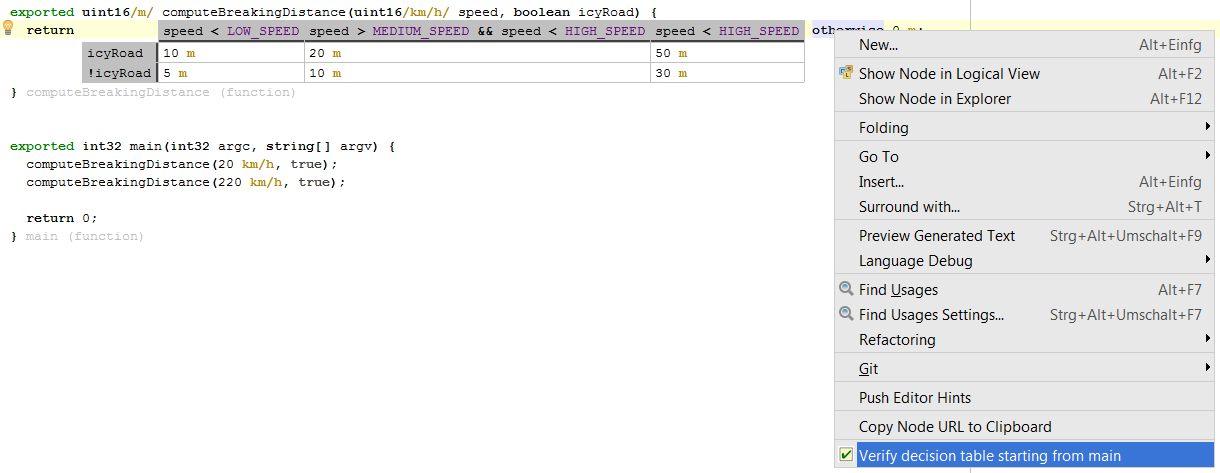 exported uint16/m/ computeBreakingDistance(uint16/km/h/ speed, boolean icyRoad) {
return speed < LOW_SPEED speed > MEDIUM_SPEED && speed < HIGH_SPEED speed < HIGH_SPEED otherwise 0 m;
icyRoad 10 m 20 m 50 m
!icyRoad 5 m 10 m 30 m
} computeBreakingDistance (function)
exported int32 main(int32 argc, string[] argv) {
computeBreakingDistance(20 km/h, true);
computeBreakingDistance(220 km/h, true);
return 0;
} main (function)
New... Alt+Einfg
Show Node in Logical View Alt+F2
Show Node in Explorer Alt+F12
Folding
Go To
Insert... Alt+Einfg
Surround with... Strg+Alt+T
Preview Generated Text Strg+Alt+Umschalt+F9
Language Debug
Find Usages Alt+F7
Find Usages Settings... Strg+Alt+Umschalt+F7
Refactoring
Git
Push Editor Hints
Copy Node URL to Clipboard
Verify decision table starting from main